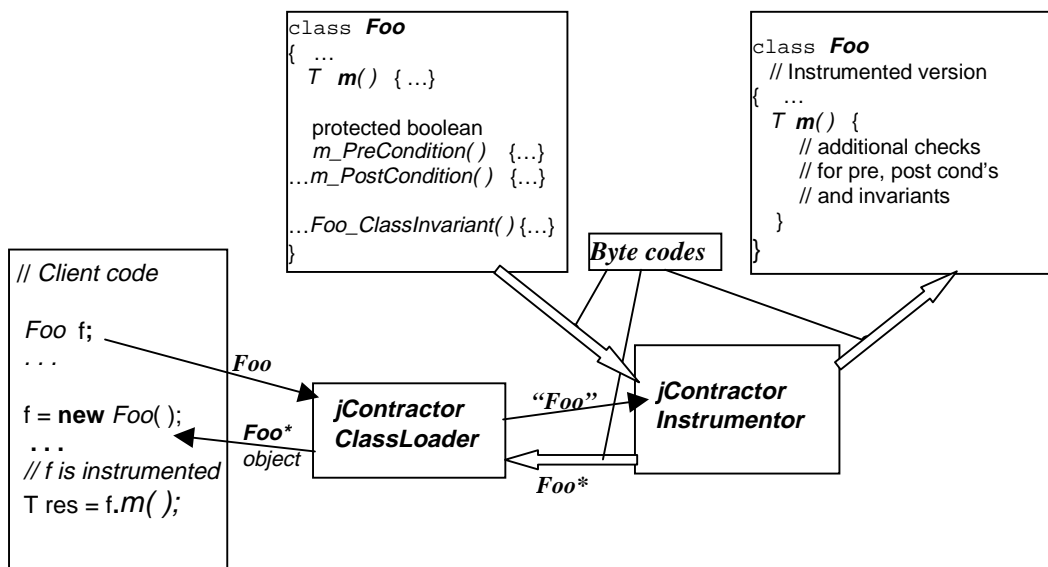 class Foo
{ …
T m( ) { …}
protected boolean
m_PreCondition( ) {…}
…m_PostCondition( ) {…}
…Foo_ClassInvariant( ) {…}
}
class Foo
// Instrumented version
{ …
T m( ) {
// additional checks
// for pre, post cond's
// and invariants
}
}
Byte codes
// Client code
Foo f;
. . .
f = new Foo( );
. . .
// f is instrumented
T res = f.m( );
Foo
Foo*
object
jContractor
ClassLoader
“Foo”
Foo*
jContractor
Instrumentor